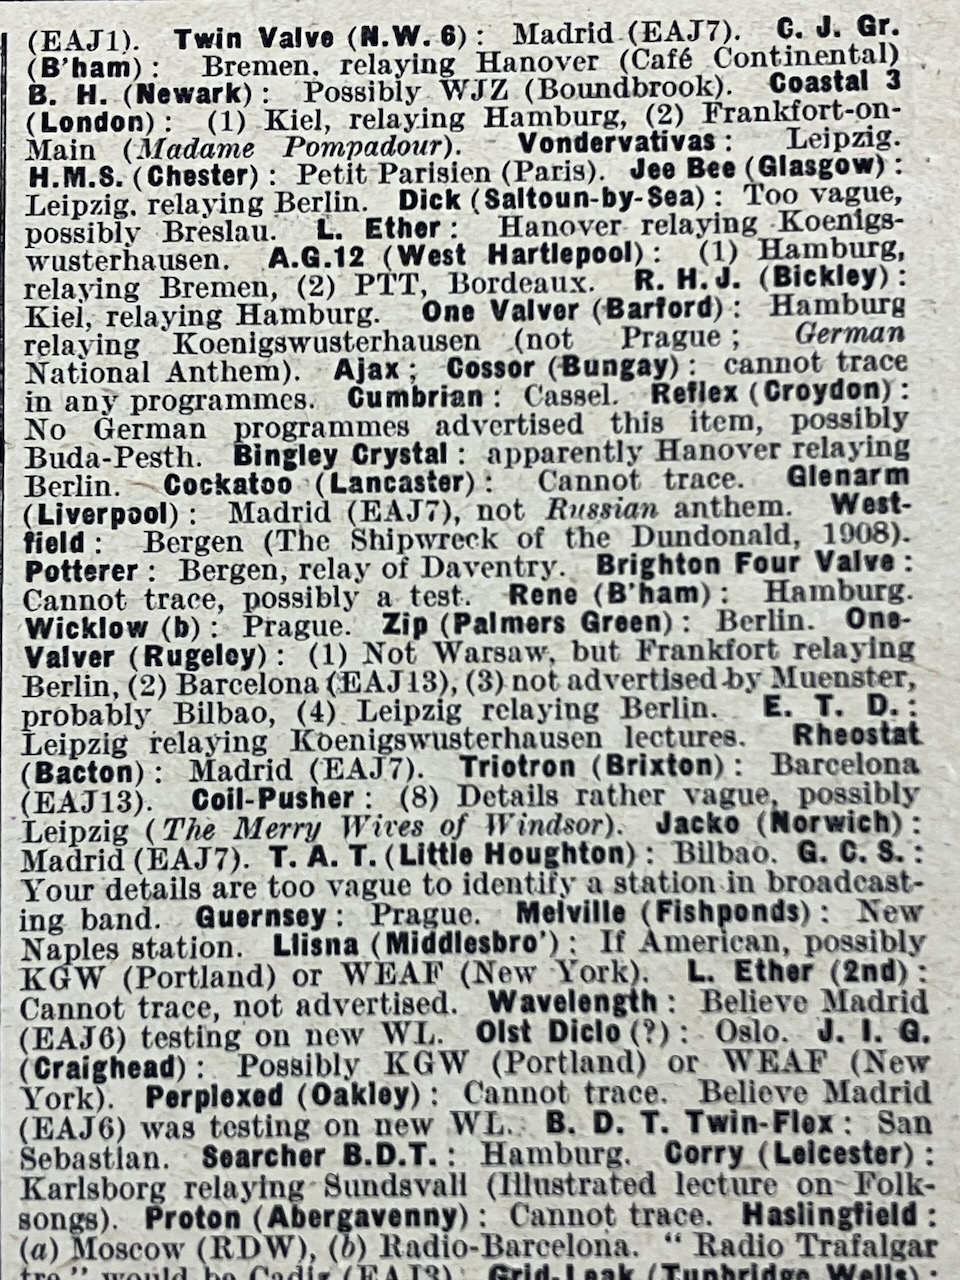 (EAJ1). Twin Valve (N.W. 6): Madrid (EAJ7). C. J. Gr.
(B'ham): Bremen, relaying Hanover (Café Continental)
B. H. (Newark): Possibly WJZ (Boundbrook). Coastal 3
(London): (1) Kiel, relaying Hamburg, (2) Frankfort-on-
Main (Madame Pompadour). Vondervativas: Leipzig.
H.M.S. (Chester): Petit Parisien (Paris). Jee Bee (Glasgow):
Leipzig, relaying Berlin. Dick (Saltoun-by-Sea): Too vague,
possibly Breslau. L. Ether: Hanover relaying Koenigs-
wusterhausen. A.G.12 (West Hartlepool): (1) Hamburg,
relaying Bremen, (2) PTT, Bordeaux. R. H. J. (Bickley):
Kiel, relaying Hamburg. One Valver (Barford): Hamburg
relaying Koenigswusterhausen (not Prague; German
National Anthem). Ajax; Cossor (Bungay): cannot trace
in any programmes. Cumbrian: Cassel. Reflex (Croydon):
No German programmes advertised this item, possibly
Buda-Pesth. Bingley Crystal: apparently Hanover relaying
Berlin. Cockatoo (Lancaster): Cannot trace. Glenarm
(Liverpool): Madrid (EAJ7), not Russian anthem. West-
field: Bergen (The Shipwreck of the Dundonald, 1908).
Potterer: Bergen, relay of Daventry. Brighton Four Valve:
Cannot trace, possibly a test. Rene (B'ham): Hamburg.
Wicklow (b): Prague. Zip (Palmers Green): Berlin. One-
Valver (Rugeley): (1) Not Warsaw, but Frankfort relaying
Berlin, (2) Barcelona (EAJ13), (3) not advertised by Muenster,
probably Bilbao, (4) Leipzig relaying Berlin. E. T. D.:
Leipzig relaying Koenigswusterhausen lectures. Rheostat
(Bacton): Madrid (EAJ7). Triotron (Brixton): Barcelona
(EAJ13). Coil-Pusher: (8) Details rather vague, possibly
Leipzig (The Merry Wives of Windsor). Jacko (Norwich):
Madrid (EAJ7). T. A. T. (Little Houghton): Bilbao. G. C. S.:
Your details are too vague to identify a station in broadcast-
ing band. Guernsey: Prague. Melville (Fishponds): New
Naples station. Llisna (Middlesbro'): If American, possibly
KGW (Portland) or WEAF (New York). L. Ether (2nd):
Cannot trace, not advertised. Wavelength: Believe Madrid
(EAJ6) testing on new WL. Olst Diclo (?): Oslo. J. I. G.
(Craighead): Possibly KGW (Portland) or WEAF (New
York). Perplexed (Oakley): Cannot trace. Believe Madrid
(EAJ6) was testing on new WL. B. D. T. Twin-Flex: San
Sebastian. Searcher B.D.T.: Hamburg. Corry (Leicester):
Karlsborg relaying Sundsvall (Illustrated lecture on Folk-
songs). Proton (Abergavenny): Cannot trace. Haslingfield:
(a) Moscow (RDW), (b) Radio-Barcelona. "Radio Trafalgar
would be Cadiz (EAJ3). Grid-Leak (Tunbridge Wells):